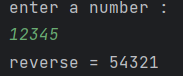 enter a number :
12345
reverse = 54321